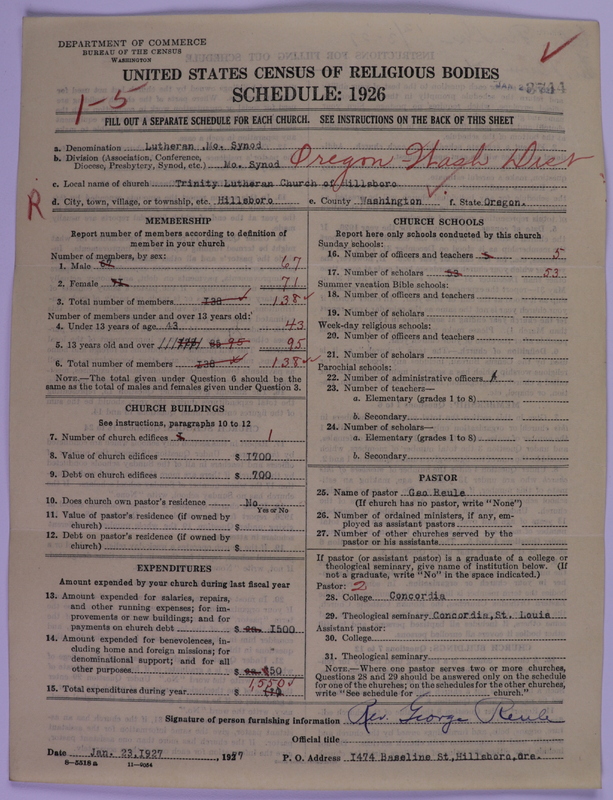 DEPARTMENT OF COMMERCE
BUREAU OF THE CENSUS
WASHINGTON
UNITED STATES CENSUS OF RELIGIOUS BODIES
SCHEDULE: 1926
1-5
FILL OUT A SEPARATE SCHEDULE FOR EACH CHURCH. SEE INSTRUCTIONS ON THE BACK OF THIS SHEET
a. Denomination Lutheran Mo. Synod
b. Division (Association, Conference, Diocese, Presbytery, Synod, etc.) Mo. Synod Oregon Wash Dist
c. Local name of church Trinity Lutheran Church of Hillsboro
R
d. City, town, village, or township, etc. Hillsboro e. County Washington f. State Oregon.
MEMBERSHIP
Report number of members according to definition of
member in your church
Number of members, by sex:
1. Male 67
2. Female 71
3. Total number of members 138 138
Number of members under and over 13 years old:
4. Under 13 years of age 43 43
5. 13 years old and over 95 95
6. Total number of members 138 138
NOTE.—The total given under Question 6 should be
same as the total of males and females given under Question 3.
CHURCH BUILDINGS
See instructions, paragraphs 10 to 12
7. Number of church edifices 1
8. Value of church edifices $ 1700
9. Debt on church edifices $ 700
10. Does church own pastor's residence No
Yes or No
11. Value of pastor's residence (if owned by
church) $
12. Debt on pastor's residence (if owned by
church) $
EXPENDITURES
Amount expended by your church during last fiscal year
13. Amount expended for salaries, repairs,
and other running expenses; for im-
provements or new buildings; and for
payments on church debt $ ca. 1500
14. Amount expended for benevolences, in-
cluding home and foreign missions; for
denominational support; and for all
other purposes $ ca. 50
15. Total expenditures during year $ 1,550
CHURCH SCHOOLS
Report here only schools conducted by this church
Sunday schools:
16. Number of officers and teachers 5 5
17. Number of scholars 53 53
Summer vacation Bible schools:
18. Number of officers and teachers
19. Number of scholars
Week-day religious schools:
20. Number of officers and teachers
21. Number of scholars
Parochial schools:
22. Number of administrative officers
23. Number of teachers—
a. Elementary (grades 1 to 8)
b. Secondary
24. Number of scholars—
a. Elementary (grades 1 to 8)
b. Secondary
PASTOR
25. Name of pastor Geo. Reule
(If church has no pastor, write "None")
26. Number of ordained ministers, if any, em-
ployed as assistant pastors
27. Number of other churches served by the
pastor or his assistants
If pastor (or assistant pastor) is a graduate of a college or
theological seminary, give name of institution below. (If
not a graduate, write "No" in the space indicated.)
Pastor: 2
28. College Concordia
29. Theological seminary Concordia, St. Louis
Assistant pastor:
30. College
31. Theological seminary
NOTE.—Where one pastor serves two or more churches,
Questions 28 and 29 should be answered only on the schedule
for one of the churches; on the schedules for the other churches,
write "See schedule for church."
Signature of person furnishing information Rev. George Reule
Official title
Date Jan. 23, 1927, 1927 P. O. Address 1474 Baseline St, Hillsboro, Ore.
8-5518 a 11-9054